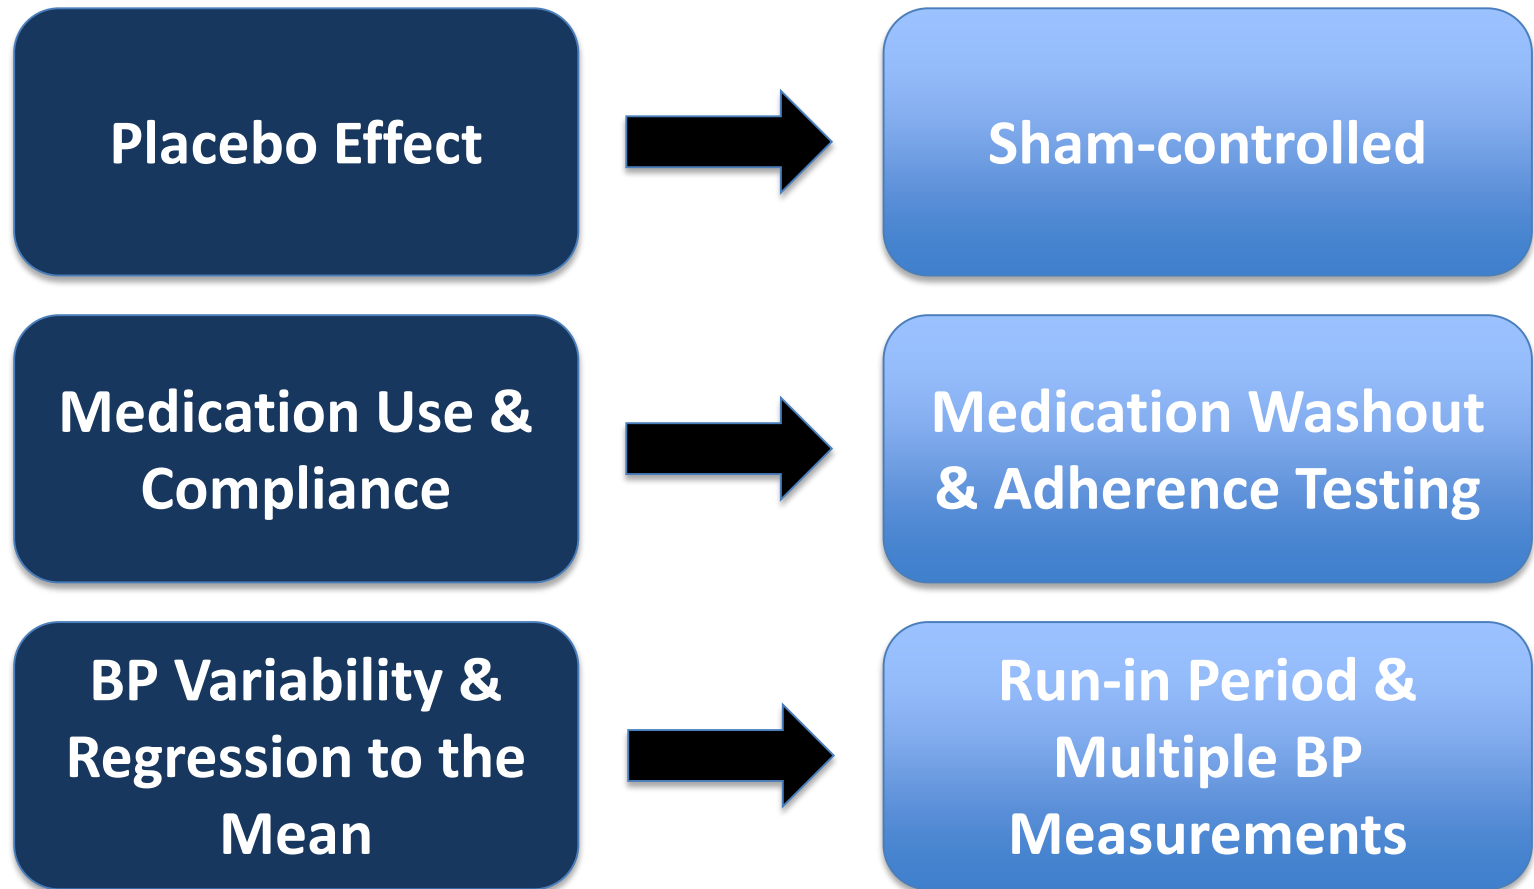 Placebo Effect
Sham-controlled
Medication Use &
Compliance
Medication Washout
& Adherence Testing
BP Variability &
Regression to the
Mean
Run-in Period &
Multiple BP
Measurements